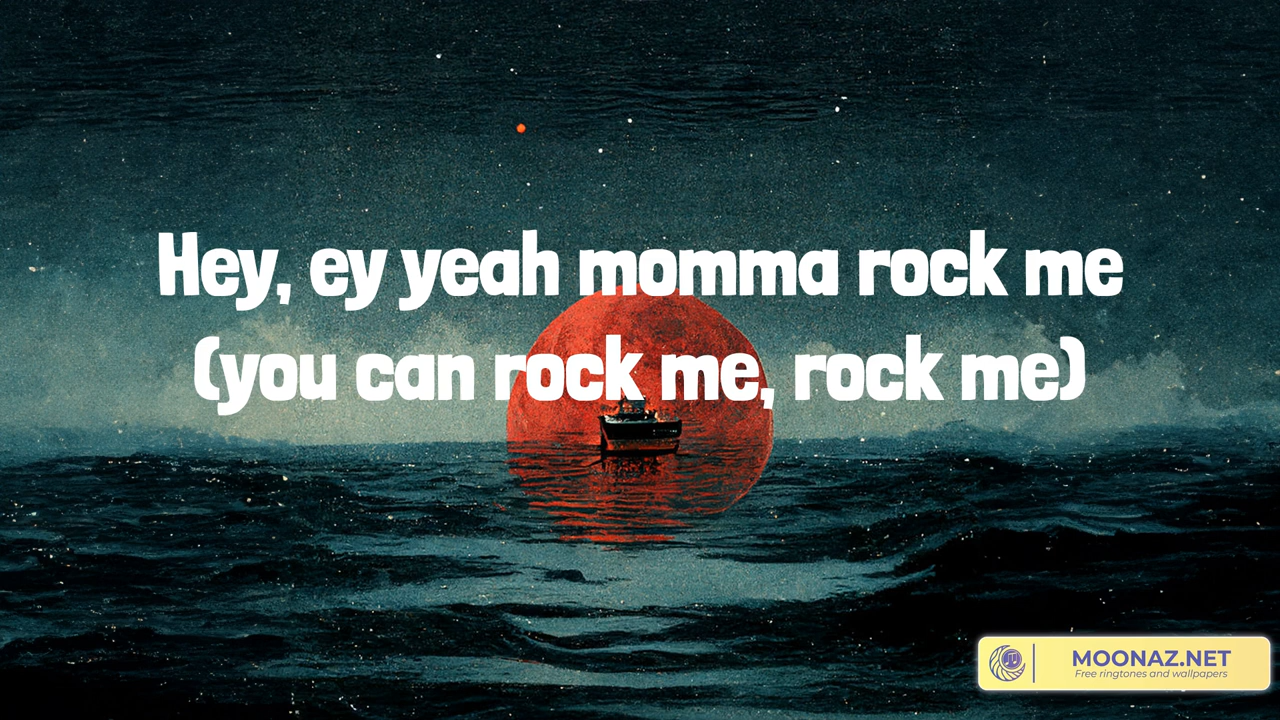 Hey, ey yeah momma rock me
(you can rock me, rock me)
MOONAZ.NET
Free ringtones and wallpapers